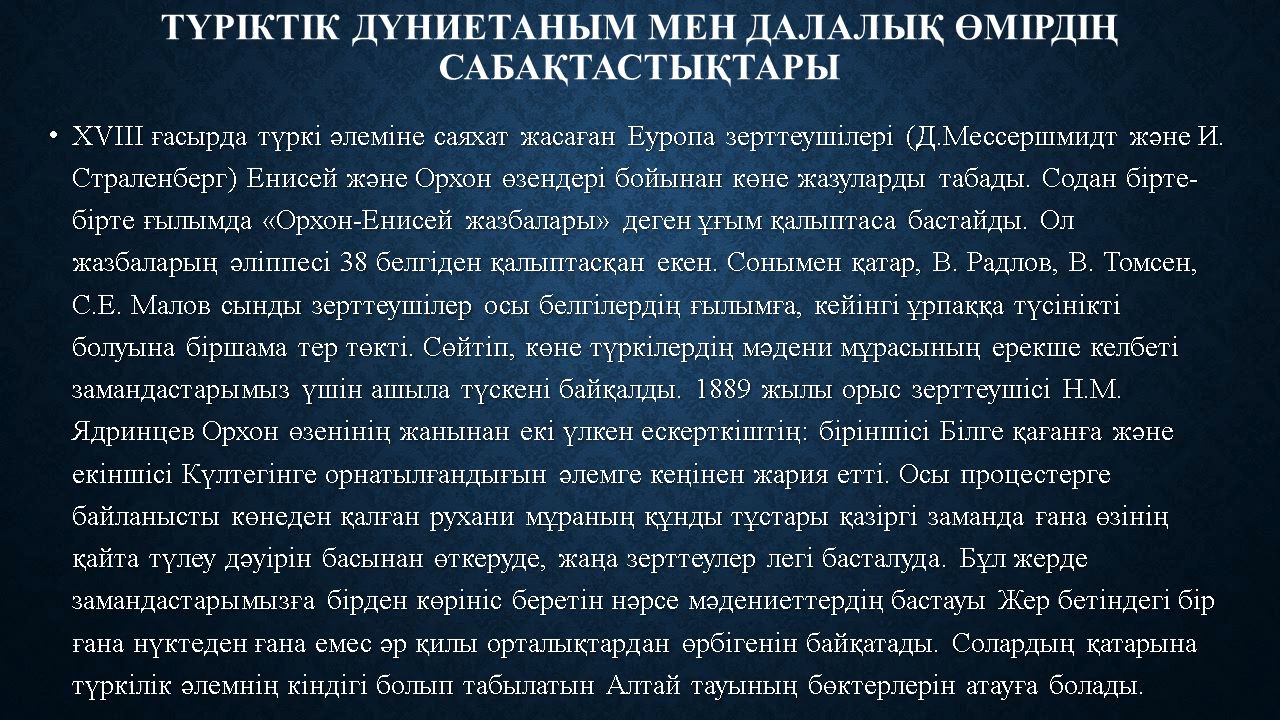 ТҮРІКТІК ДҮНИЕТАНЫМ МЕН ДАЛАЛЫҚ ӨМІРДІҢ
САБАҚТАСТЫҚТАРЫ
• XVIII ғасырда түркі әлеміне саяхат жасаған Еуропа зерттеушілері (Д.Мессершмидт және И.
Страленберг) Енисей және Орхон өзендері бойынан көне жазуларды табады. Содан бірте-
бірте ғылымда «Орхон-Енисей жазбалары» деген ұғым қалыптаса бастайды. Ол
жазбаларың әліппесі 38 белгіден қалыптасқан екен. Сонымен қатар, В. Радлов, В. Томсен,
С.Е. Малов сынды зерттеушілер осы белгілердің ғылымға, кейінгі ұрпаққа түсінікті
болуына біршама тер төкті. Сөйтіп, көне түркілердің мәдени мұрасының ерекше келбеті
замандастарымыз үшін ашыла түскені байқалды. 1889 жылы орыс зерттеушісі Н.М.
Ядринцев Орхон өзенінің жанынан екі үлкен ескерткіштің: біріншісі Білге қағанға және
екіншісі Күлтегінге орнатылғандығын әлемге кеңінен жария етті. Осы процестерге
байланысты көнеден қалған рухани мұраның құнды тұстары қазіргі заманда ғана өзінің
қайта түлеу дәуірін басынан өткеруде, жаңа зерттеулер легі басталуда. Бұл жерде
замандастарымызға бірден көрініс беретін нәрсе мәдениеттердің бастауы Жер бетіндегі бір
ғана нүктеден ғана емес әр қилы орталықтардан өрбігенін байқатады. Солардың қатарына
түркілік әлемнің кіндігі болып табылатын Алтай тауының бөктерлерін атауға болады.